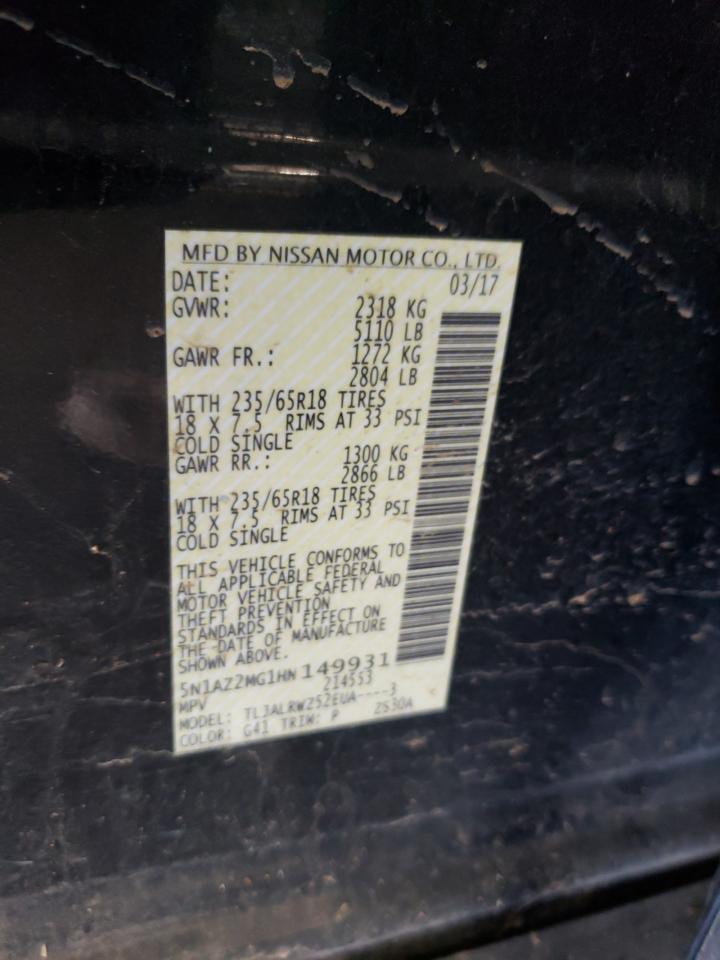 MFD BY NISSAN MOTOR CO., LTD.
DATE: 03/17
GVWR: 2318 KG
5110 LB
GAWR FR.: 1272 KG
2804 LB
WITH 235/65R18 TIRES
18 X 7.5 RIMS AT 33 PSI
COLD SINGLE
GAWR RR.: 1300 KG
2866 LB
WITH 235/65R18 TIRES
18 X 7.5 RIMS AT 33 PSI
COLD SINGLE
THIS VEHICLE CONFORMS TO
ALL APPLICABLE FEDERAL
MOTOR VEHICLE SAFETY AND
THEFT PREVENTION
STANDARDS IN EFFECT ON
THE DATE OF MANUFACTURE
SHOWN ABOVE.
5N1AZ2MG1HN149931
MPV 214553
MODEL: TLJALRWZ52EUA----3
COLOR: G41 TRIM: P ZS30A